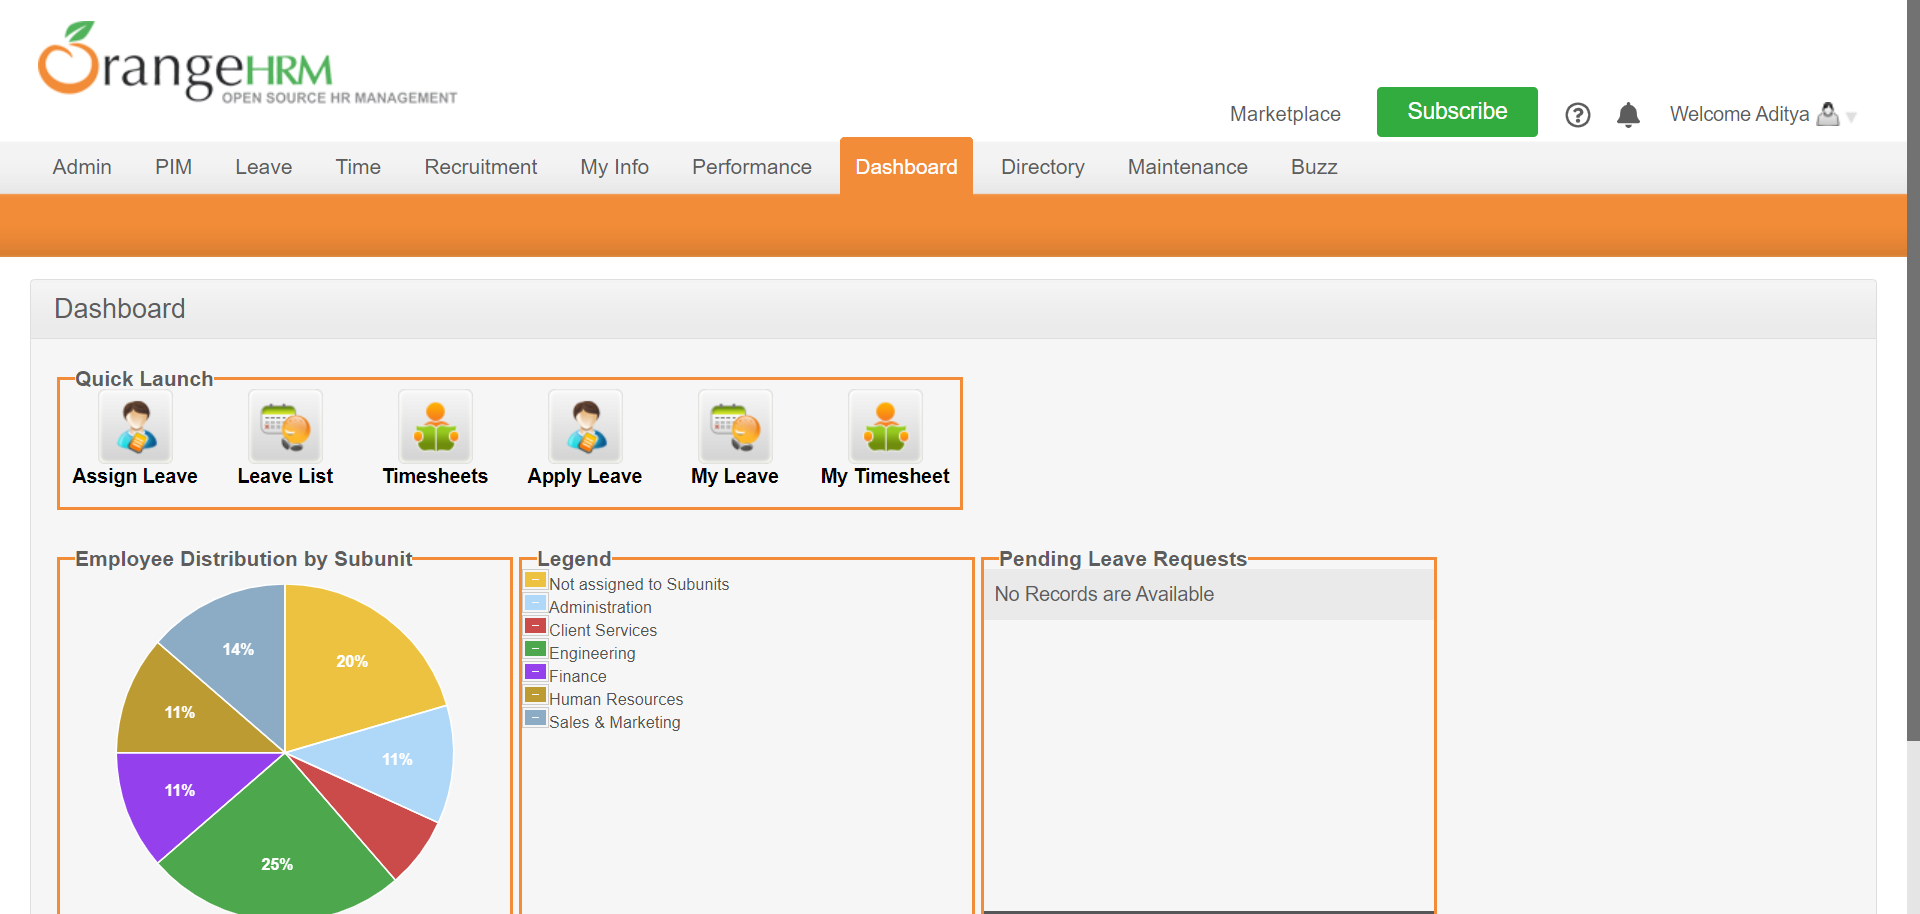 OrangeHRM
OPEN SOURCE HR MANAGEMENT
Marketplace
Subscribe
?
Welcome Aditya
Admin
PIM
Leave
Time
Recruitment
My Info
Performance
Dashboard
Directory
Maintenance
Buzz
Dashboard
Quick Launch
Assign Leave
Leave List
Timesheets
Apply Leave
My Leave
My Timesheet
Employee Distribution by Subunit
14%
20%
11%
11%
11%
25%
Legend
Not assigned to Subunits
Administration
Client Services
Engineering
Finance
Human Resources
Sales & Marketing
Pending Leave Requests
No Records are Available